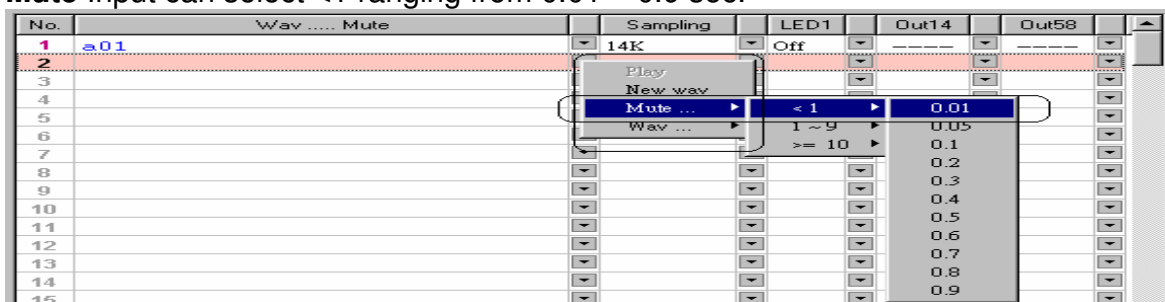 Mute input can select <1 ranging from 0.01 ~ 0.9 sec.
No. Wav ..... Mute Sampling LED1 Out14 Out58
1 a01 14K Off ---- ----
2
Play
3
New wav
4
Mute ... < 1 0.01
5
Wav ... 1 ~ 9 0.05
6
>= 10 0.1
7
0.2
8
0.3
9
0.4
10
0.5
11
0.6
12
0.7
13
0.8
14
0.9
15